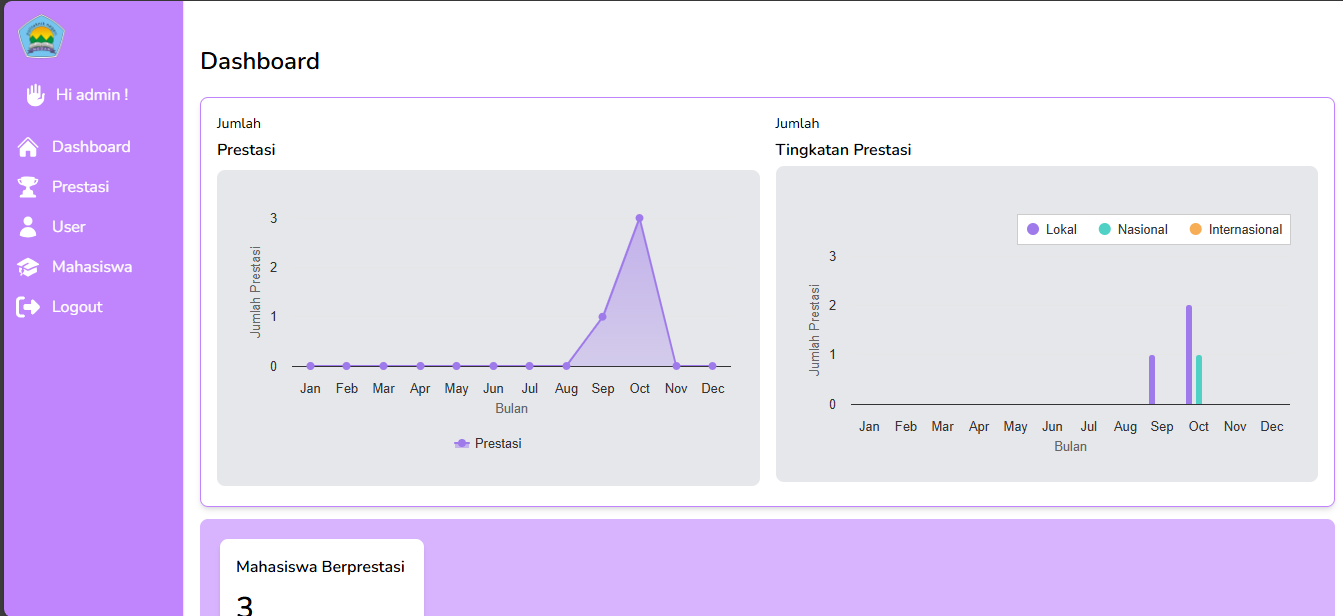 Hi admin !
Dashboard
Prestasi
User
Mahasiswa
Logout
Dashboard
Jumlah
Prestasi
3
2
1
0
Jumlah Prestasi
Jan Feb Mar Apr May Jun Jul Aug Sep Oct Nov Dec
Bulan
Prestasi
Jumlah
Tingkatan Prestasi
Lokal Nasional Internasional
3
2
1
0
Jumlah Prestasi
Jan Feb Mar Apr May Jun Jul Aug Sep Oct Nov Dec
Bulan
Mahasiswa Berprestasi
3